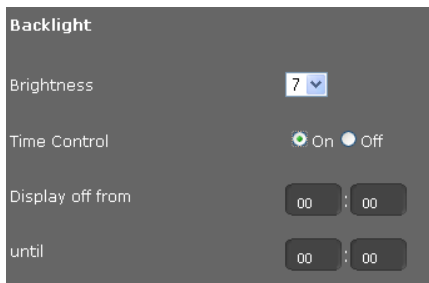 Backlight
Brightness 7
Time Control On Off
Display off from 00 : 00
until 00 : 00